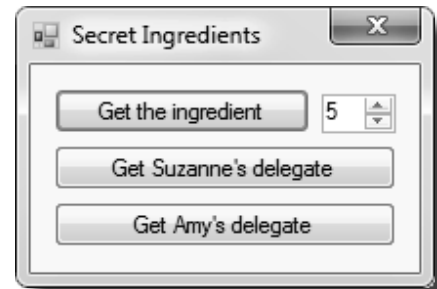 Secret Ingredients
Get the ingredient 5
Get Suzanne's delegate
Get Amy's delegate